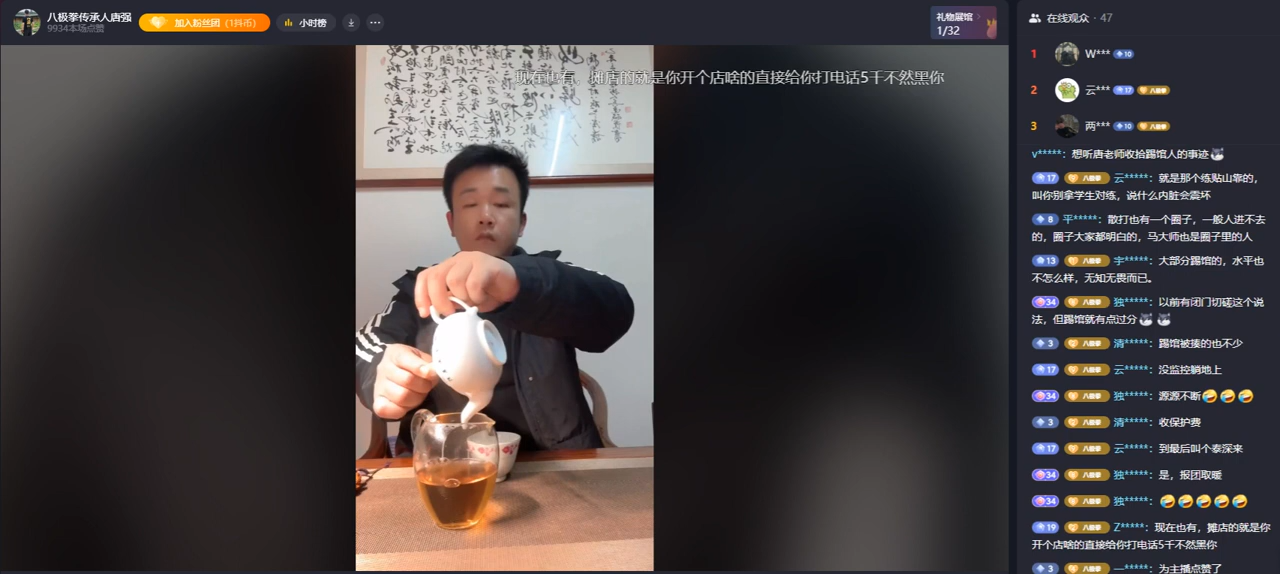 八极拳传承人唐强
9934本场点赞
加入粉丝团（1抖币）
小时榜
礼物展馆
1/32
现在也有，摊店的就是你开个店啥的直接给你打电话5千不然黑你
在线观众 · 47
1 W*** 10
2 云*** 17 八极拳
3 两*** 10 八极拳
v*****：想听唐老师收拾踢馆人的事迹
17 八极拳 云*****：就是那个练贴山靠的，
叫你别拿学生对练，说什么内脏会震坏
8 平*****：散打也有一个圈子，一般人进不去
的，圈子大家都明白的，马大师也是圈子里的人
13 八极拳 宇*****：大部分踢馆的，水平也
不怎么样，无知无畏而已。
34 八极拳 独*****：以前有闭门切磋这个说
法，但踢馆就有点过分
3 八极拳 清*****：踢馆被揍的也不少
17 八极拳 云*****：没监控躺地上
34 八极拳 独*****：源源不断🤣🤣🤣
3 八极拳 清*****：收保护费
17 八极拳 云*****：到最后叫个泰深来
34 八极拳 独*****：是，报团取暖
34 八极拳 独*****：🤣🤣🤣🤣🤣
19 八极拳 Z*****：现在也有，摊店的就是你
开个店啥的直接给你打电话5千不然黑你
3 八极拳 一*****：为主播点赞了